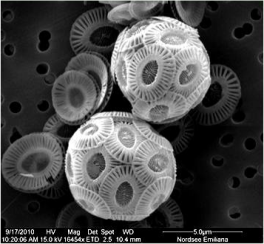 9/17/2010 HV Mag Det Spot WD 5.0µm
10:20:06 AM 15.0 kV 16454x ETD 2.5 10.4 mm Nordsee Emiliana